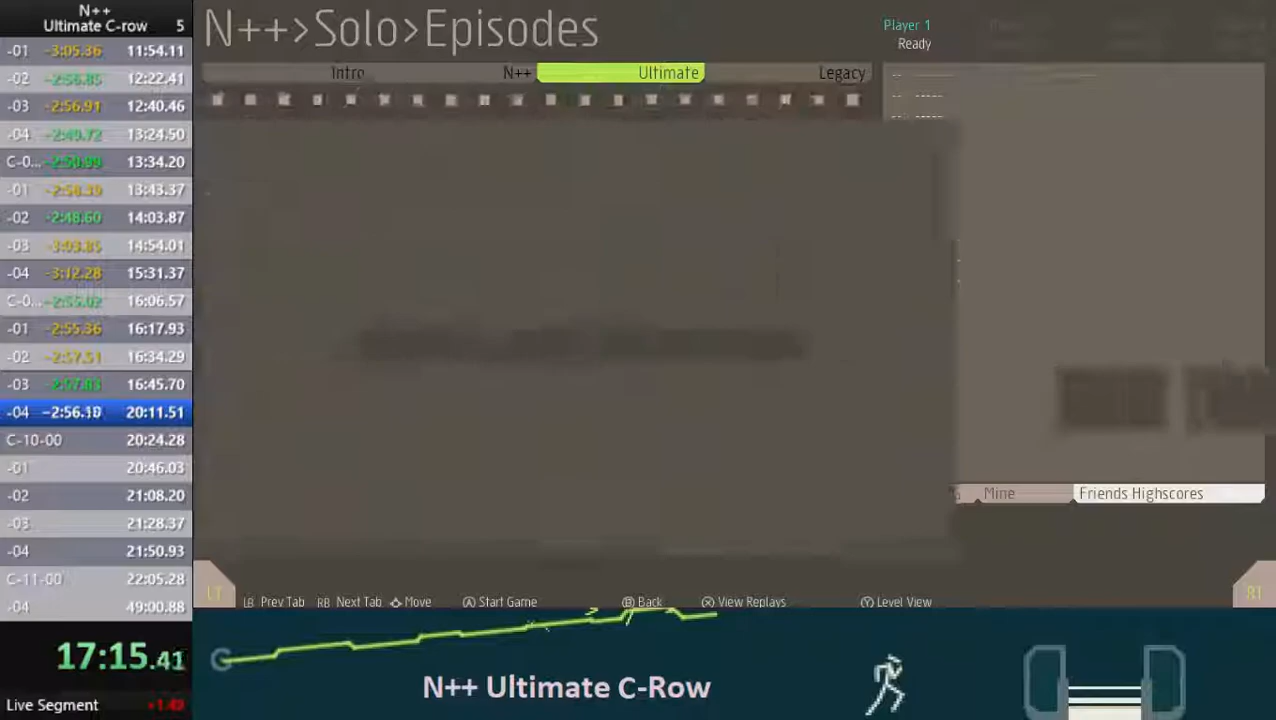 N++
Ultimate C-row 5
-01 -3:05.36 11:54.11
-02 -2:56.85 12:22.41
-03 -2:56.91 12:40.46
-04 -2:49.72 13:24.50
C-0... -2:50.99 13:34.20
-01 13:43.37
-02 -2:48.60 14:03.87
-03 -3:03.85 14:54.01
-04 -3:12.28 15:31.37
C-0... -2:55.02 16:06.57
-01 -2:55.36 16:17.93
-02 -2:57.51 16:34.29
-03 16:45.70
-04 20:11.51
C-10-00 20:24.28
-01 20:46.03
-02 21:08.20
-03 21:28.37
-04 21:50.93
C-11-00 22:05.28
-04 49:00.88
17:15.41
Live Segment
N++>Solo>Episodes
Player 1
Ready
Intro N++ Ultimate Legacy
Mine Friends Highscores
LT LB Prev Tab RB Next Tab Move A Start Game B Back X View Replays Y Level View RT
N++ Ultimate C-Row